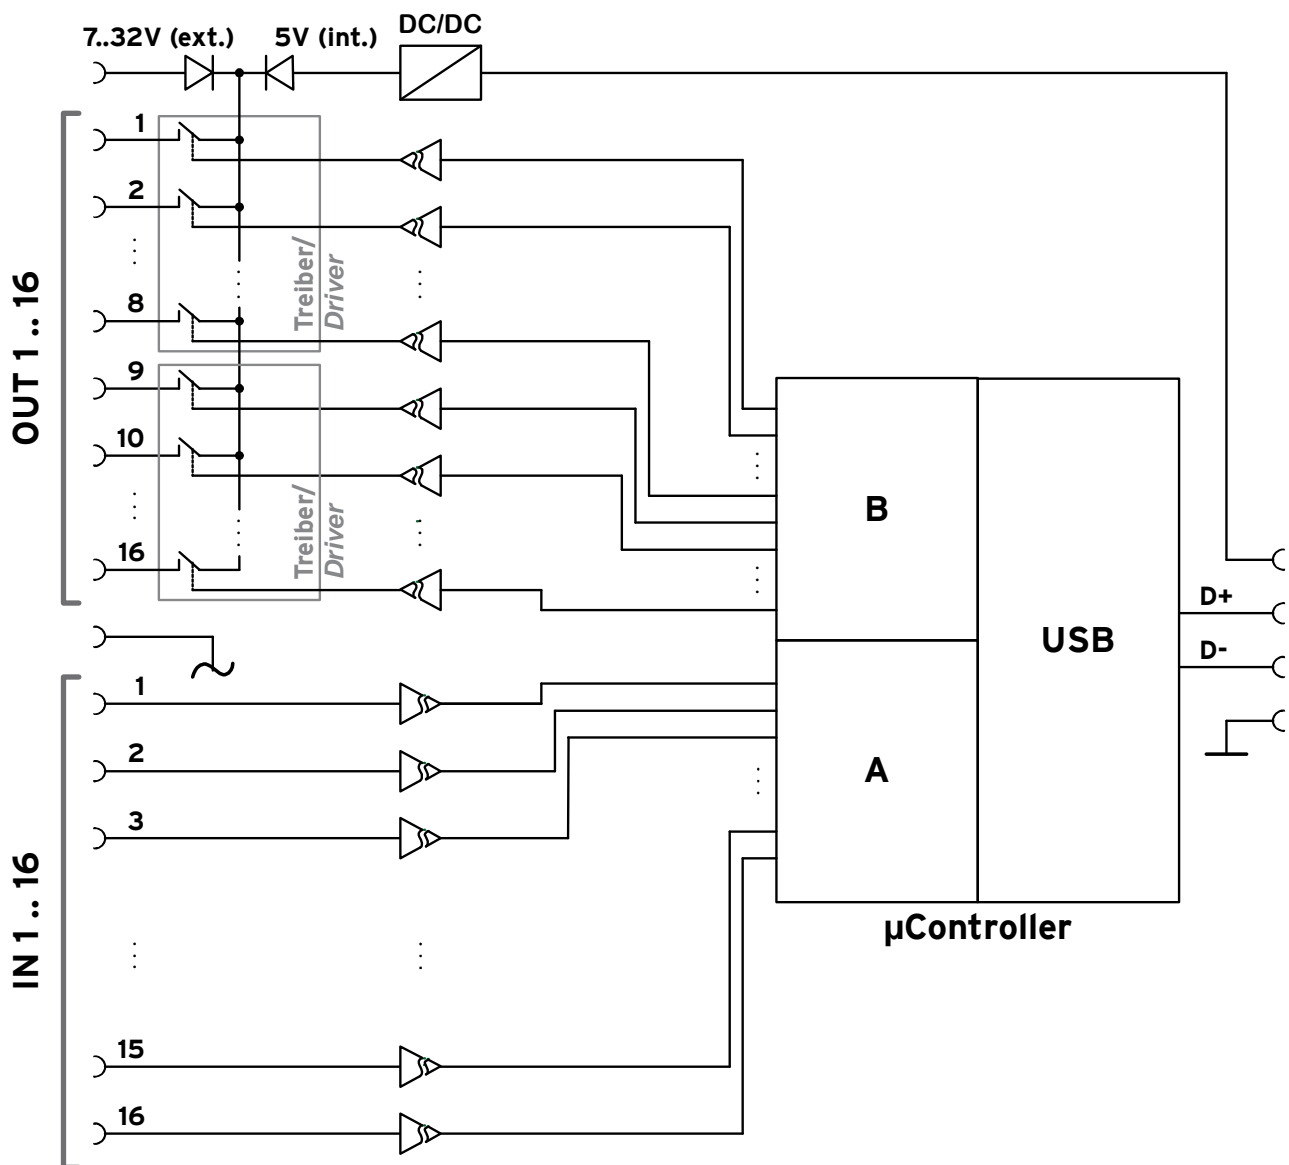 7..32V (ext.)
5V (int.)
DC/DC
OUT 1 .. 16
1
2
8
9
10
16
Treiber/
Driver
Treiber/
Driver
B
A
USB
D+
D-
µController
IN 1 .. 16
1
2
3
15
16